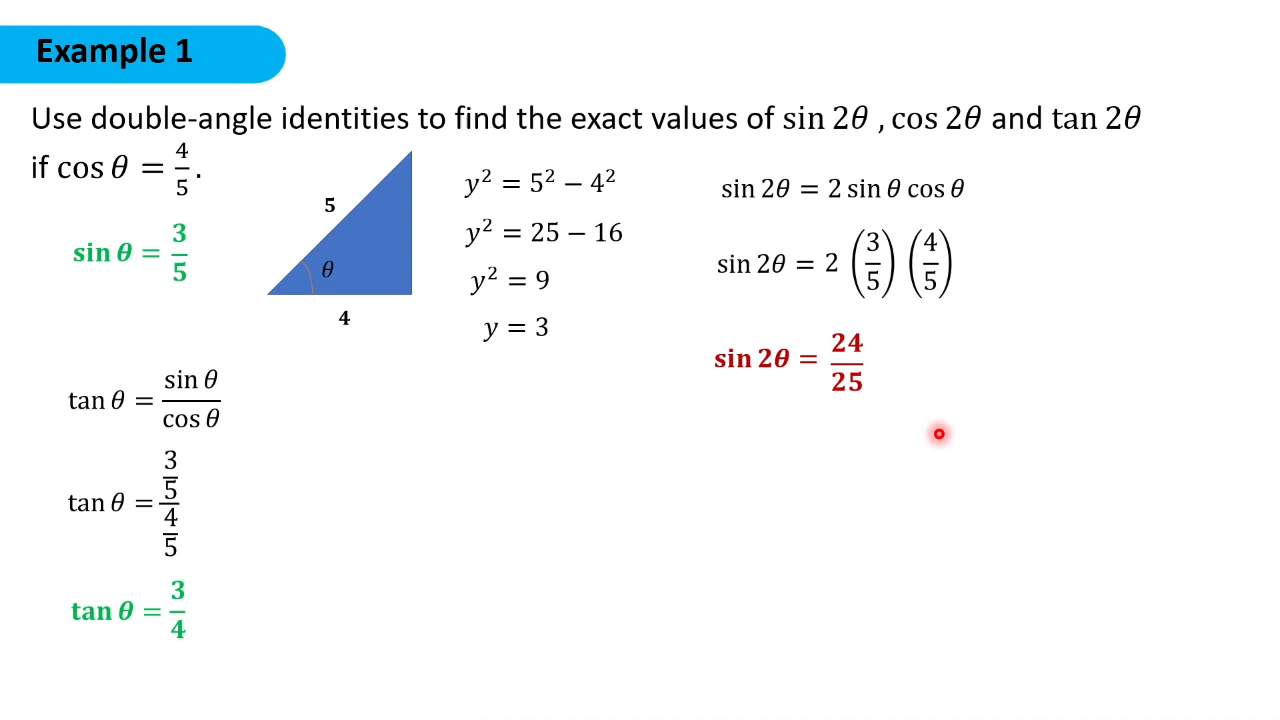 Example 1
Use double-angle identities to find the exact values of sin 2θ , cos 2θ and tan 2θ
if cos θ = 4/5 .
sin θ = 3/5
5
θ
4
y² = 5² − 4²
y² = 25 − 16
y² = 9
y = 3
tan θ = sin θ/cos θ
tan θ = (3/5)/(4/5)
tan θ = 3/4
sin 2θ = 2 sin θ cos θ
sin 2θ = 2 (3/5) (4/5)
sin 2θ = 24/25